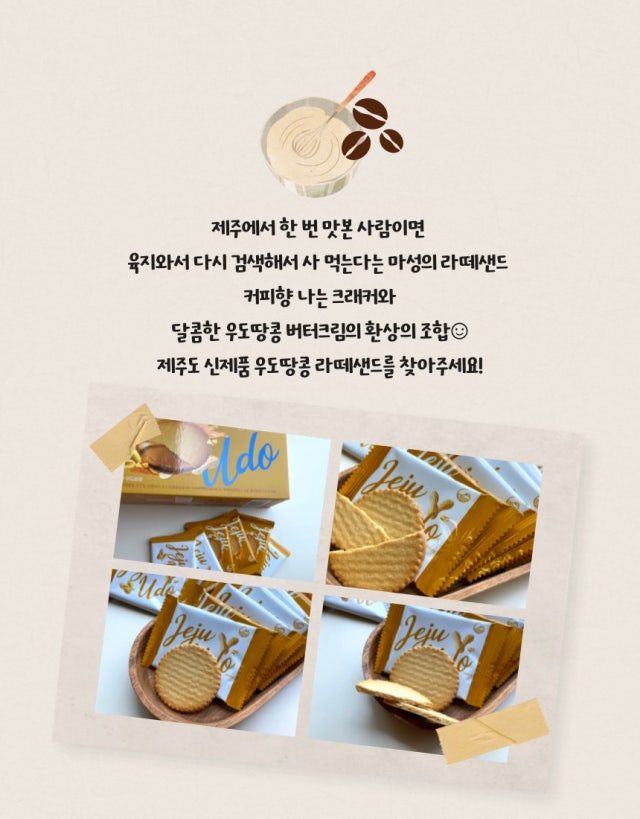 제주에서 한 번 맛본 사람이면
육지와서 다시 검색해서 사 먹는다는 마성의 라떼샌드
커피향 나는 크래커와
달콤한 우도땅콩 버터크림의 환상의 조합☺
제주도 신제품 우도땅콩 라떼샌드를 찾아주세요!
Udo
Jeju
Jeju
Jeju
Jeju
Udo
Jeju
Jeju